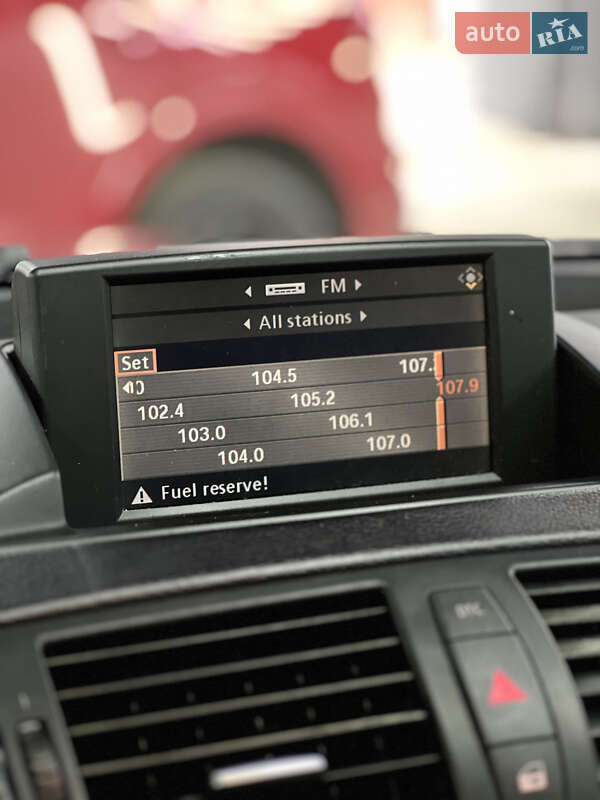 auto RIA
.com
FM
All stations
Set
104.5 107.
107.9
102.4 105.2
103.0 106.1
104.0 107.0
Fuel reserve!
DTC